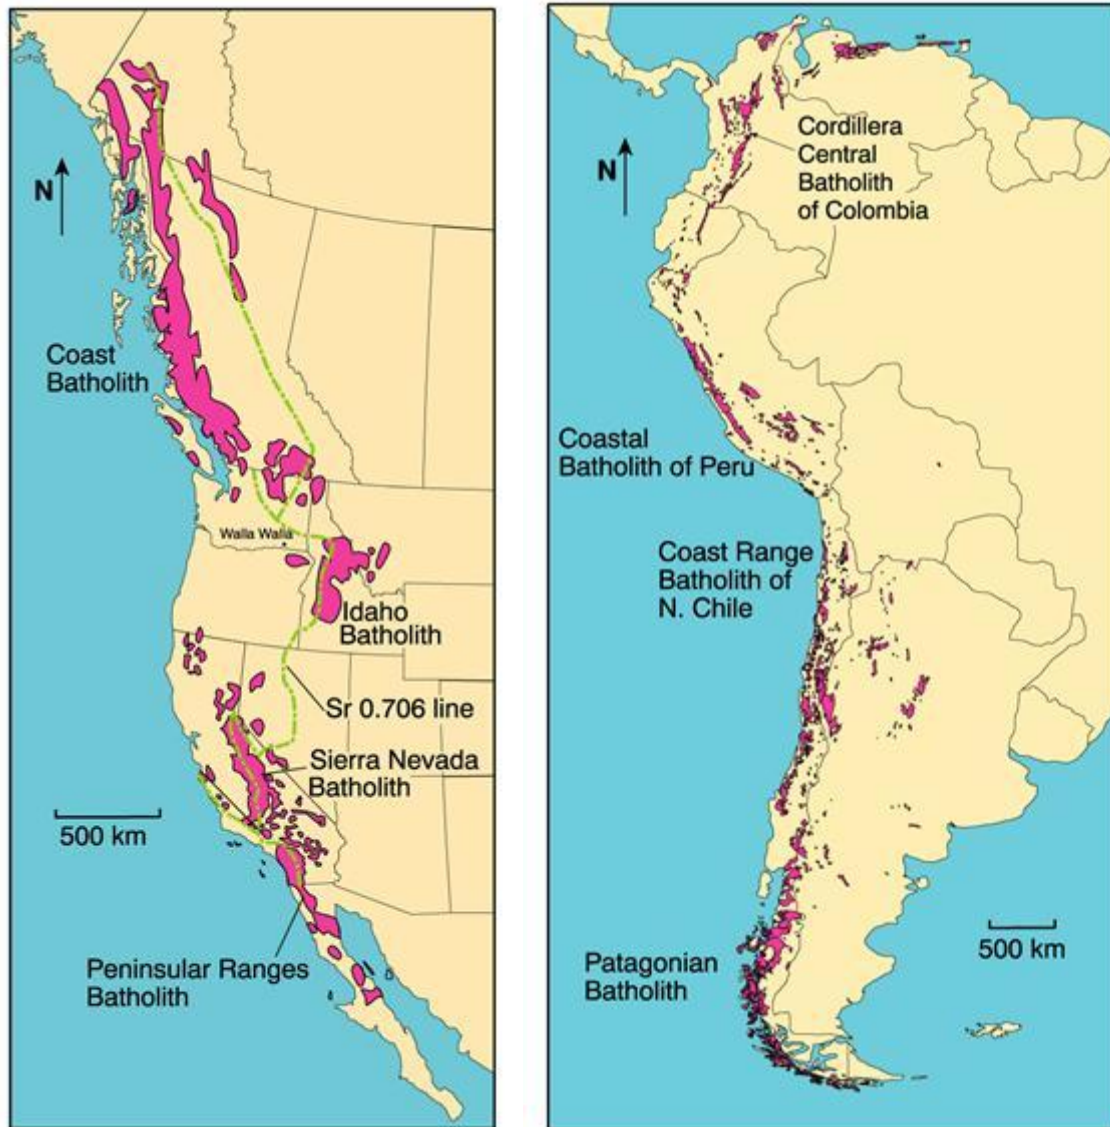 N
Coast
Batholith
Walla Walla
Idaho
Batholith
Sr 0.706 line
Sierra Nevada
Batholith
500 km
Peninsular Ranges
Batholith
N
Cordillera
Central
Batholith
of Colombia
Coastal
Batholith of Peru
Coast Range
Batholith of
N. Chile
500 km
Patagonian
Batholith